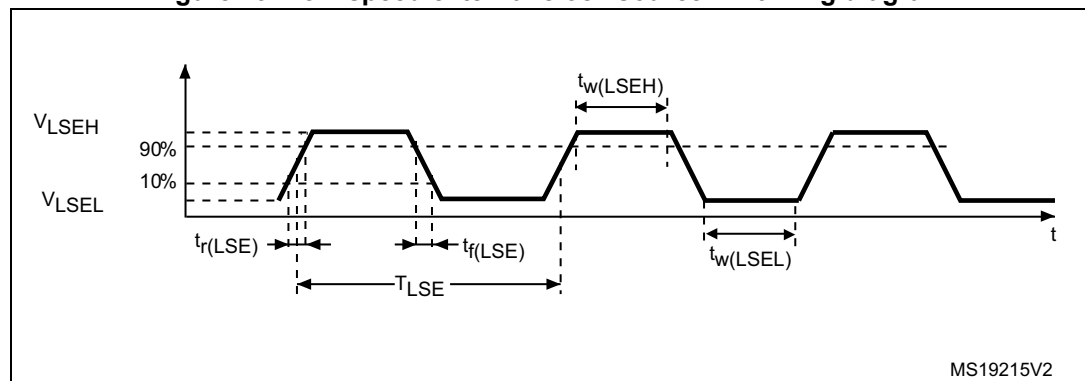 V_LSEH
90%
10%
V_LSEL
t_r(LSE)
t_f(LSE)
T_LSE
t_w(LSEH)
t_w(LSEL)
t
MS19215V2